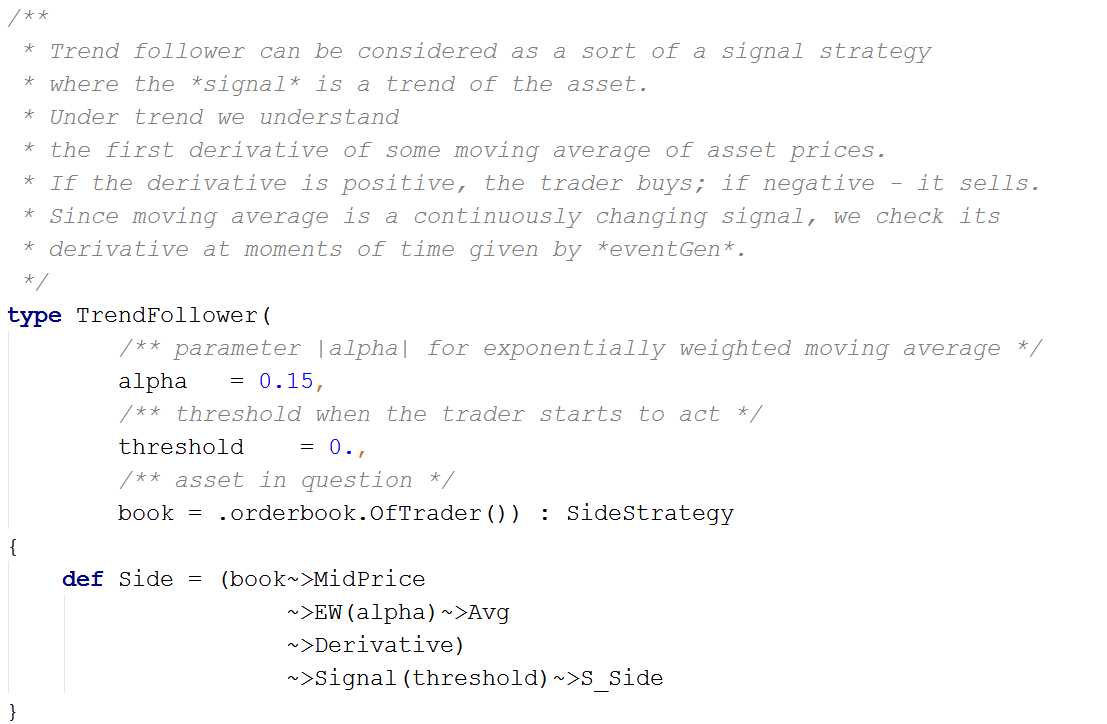 /**
 * Trend follower can be considered as a sort of a signal strategy
 * where the *signal* is a trend of the asset.
 * Under trend we understand
 * the first derivative of some moving average of asset prices.
 * If the derivative is positive, the trader buys; if negative – it sells.
 * Since moving average is a continuously changing signal, we check its
 * derivative at moments of time given by *eventGen*.
 */
type TrendFollower(
        /** parameter |alpha| for exponentially weighted moving average */
        alpha   = 0.15,
        /** threshold when the trader starts to act */
        threshold    = 0.,
        /** asset in question */
        book = .orderbook.OfTrader()) : SideStrategy
{
    def Side = (book~>MidPrice
                    ~>EW(alpha)~>Avg
                    ~>Derivative)
                    ~>Signal(threshold)~>S_Side
}